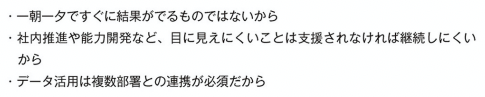 ・一朝一夕ですぐに結果がでるものではないから
・社内推進や能力開発など、目に見えにくいことは支援されなければ継続しにくい
から
・データ活用は複数部署との連携が必須だから